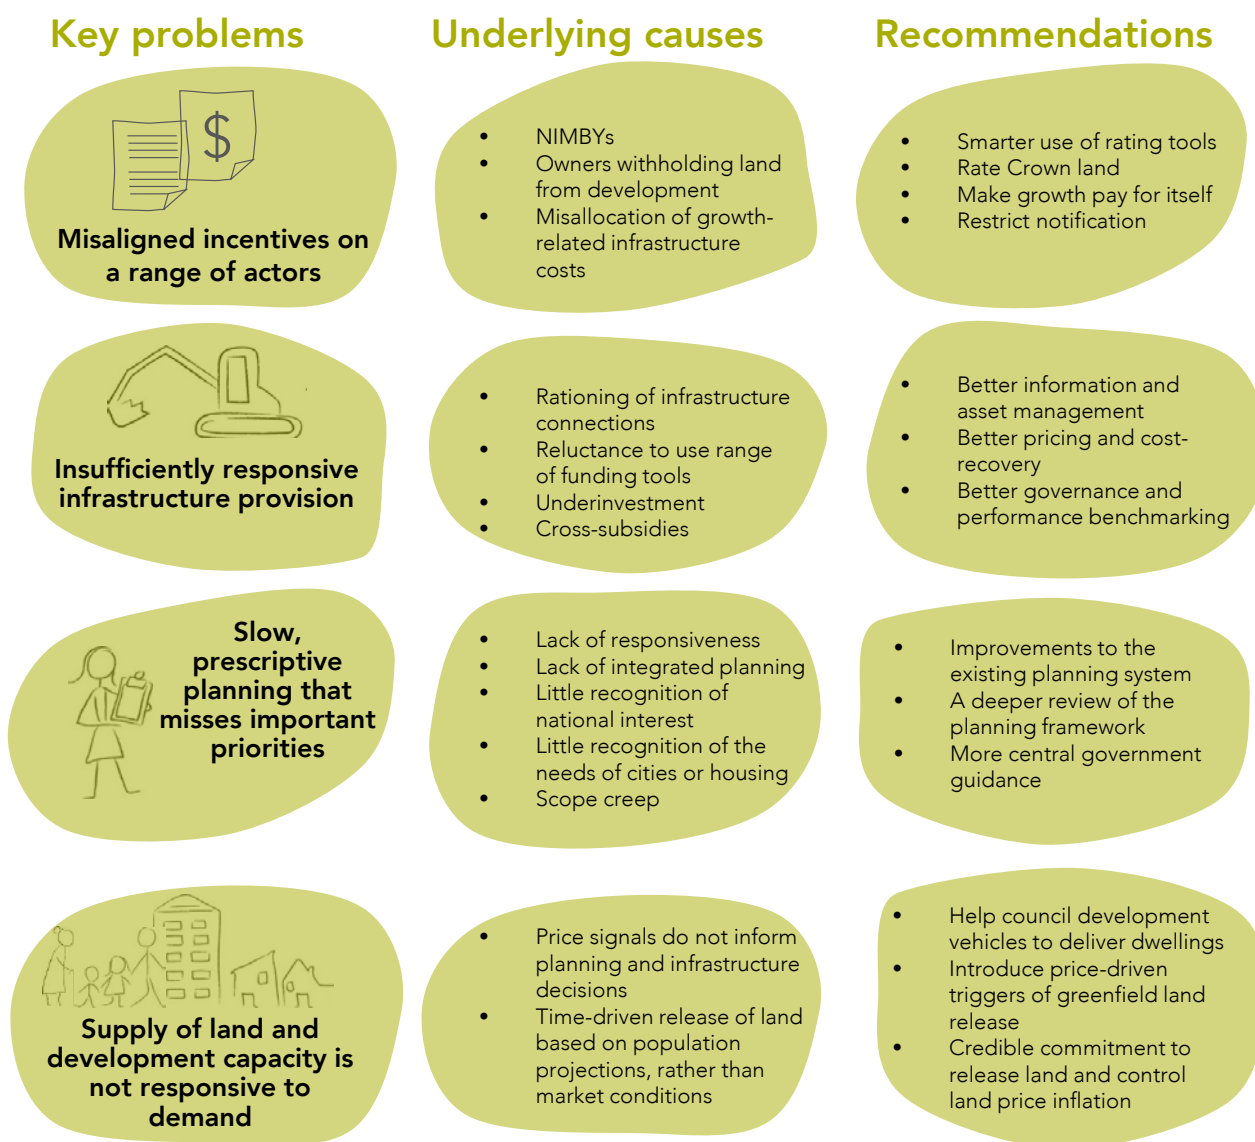 Key problems
Underlying causes
Recommendations
$
Misaligned incentives on
a range of actors
• NIMBYs
• Owners withholding land
from development
• Misallocation of growth-
related infrastructure
costs
• Smarter use of rating tools
• Rate Crown land
• Make growth pay for itself
• Restrict notification
Insufficiently responsive
infrastructure provision
• Rationing of infrastructure
connections
• Reluctance to use range
of funding tools
• Underinvestment
• Cross-subsidies
• Better information and
asset management
• Better pricing and cost-
recovery
• Better governance and
performance benchmarking
Slow,
prescriptive
planning that
misses important
priorities
• Lack of responsiveness
• Lack of integrated planning
• Little recognition of
national interest
• Little recognition of the
needs of cities or housing
• Scope creep
• Improvements to the
existing planning system
• A deeper review of the
planning framework
• More central government
guidance
Supply of land and
development capacity is
not responsive to
demand
• Price signals do not inform
planning and infrastructure
decisions
• Time-driven release of land
based on population
projections, rather than
market conditions
• Help council development
vehicles to deliver dwellings
• Introduce price-driven
triggers of greenfield land
release
• Credible commitment to
release land and control
land price inflation